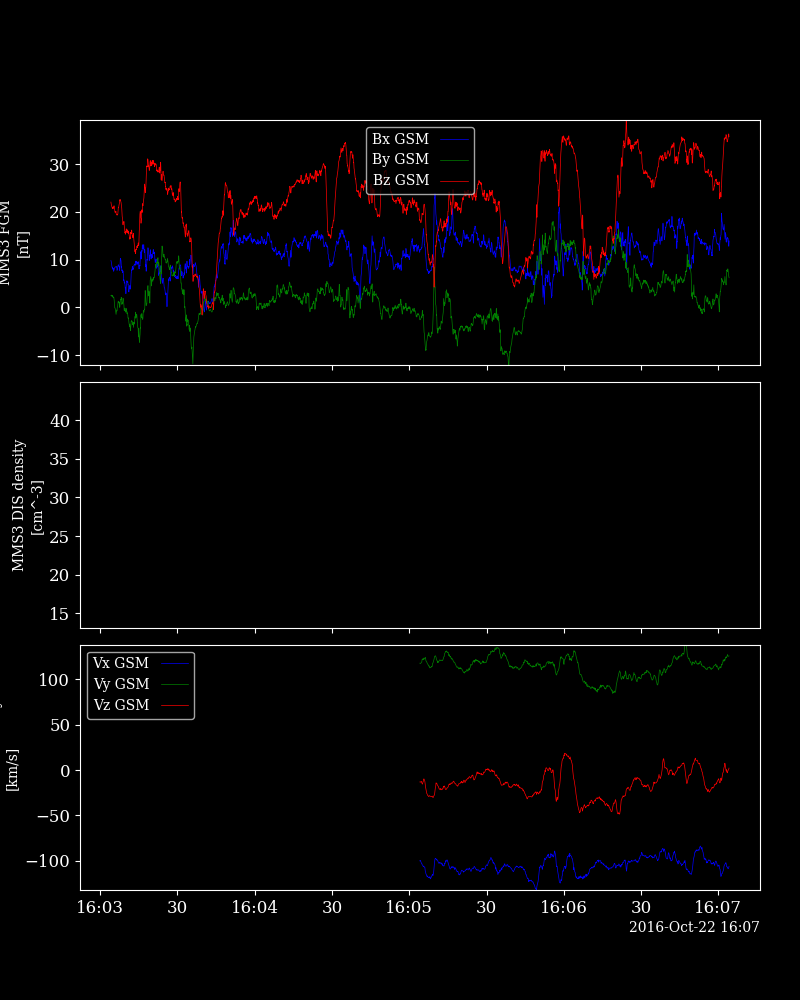 MMS3 FGM
[nT]
30
20
10
0
−10
Bx GSM
By GSM
Bz GSM
MMS3 DIS density
[cm^-3]
40
35
30
25
20
15
[km/s]
100
50
0
−50
−100
Vx GSM
Vy GSM
Vz GSM
16:03 30 16:04 30 16:05 30 16:06 30 16:07
2016-Oct-22 16:07